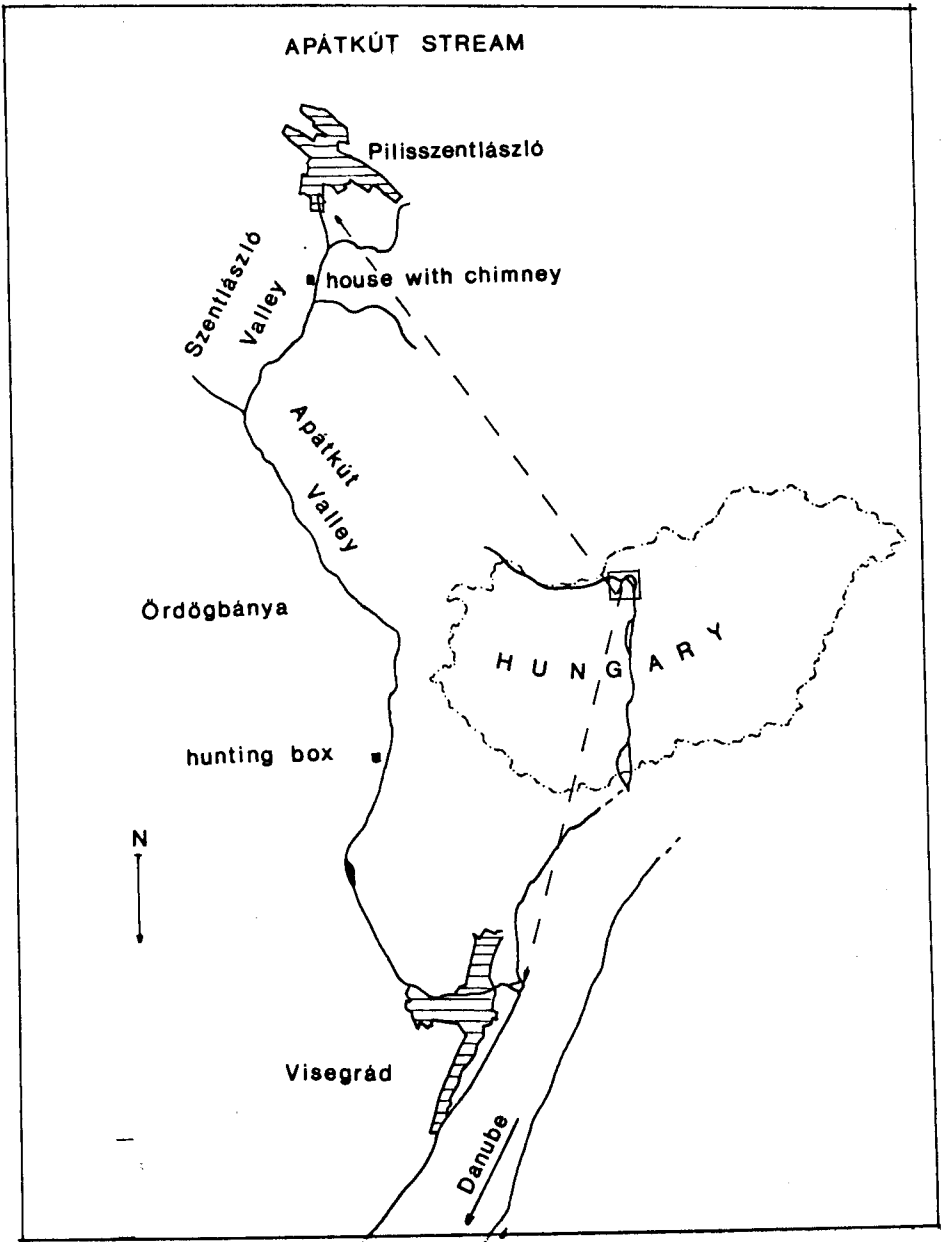 APÁTKÚT STREAM
Pilisszentlászló
house with chimney
Szentlászló
Valley
Apátkút
Valley
Ördögbánya
HUNGARY
hunting box
N
Visegrád
Danube